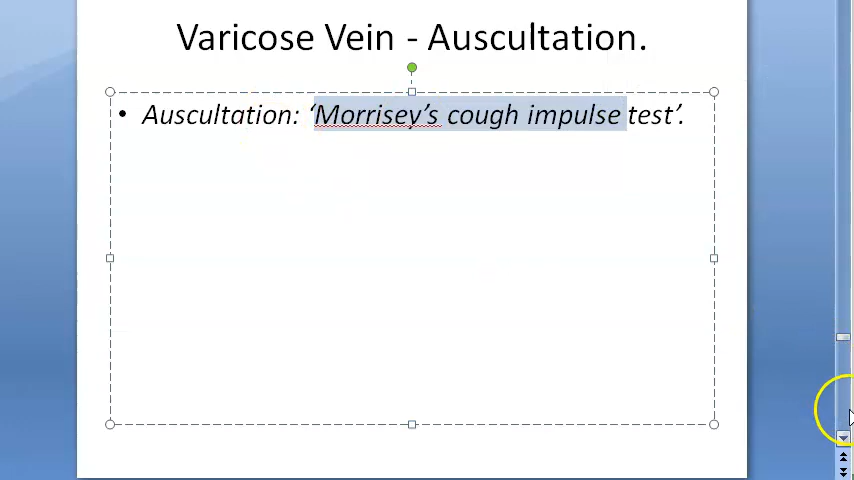 Varicose Vein - Auscultation.
• Auscultation: ‘Morrisey’s cough impulse test’.